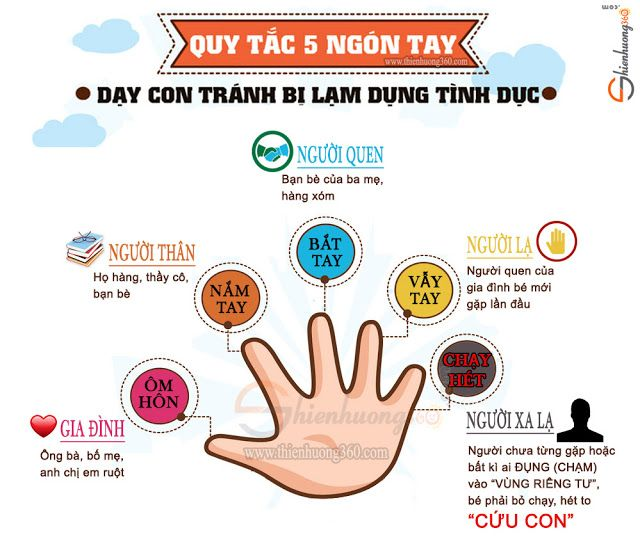 QUY TẮC 5 NGÓN TAY
www.thienhuong360.com
Shienhuong360
.com
DẠY CON TRÁNH BỊ LẠM DỤNG TÌNH DỤC
NGƯỜI QUEN
Bạn bè của ba mẹ,
hàng xóm
NGƯỜI THÂN
Họ hàng, thầy cô,
bạn bè
NẮM
TAY
BẮT
TAY
VẪY
TAY
NGƯỜI LẠ
Người quen của
gia đình bé mới
gặp lần đầu
ÔM
HÔN
GIA ĐÌNH
Ông bà, bố mẹ,
anh chị em ruột
CHẠY
HÉT
Shienhuong360
www.thienhuong360.com
NGƯỜI XA LẠ
Người chưa từng gặp hoặc
bất kì ai ĐỤNG (CHẠM)
vào “VÙNG RIÊNG TƯ”,
bé phải bỏ chạy, hét to
“CỨU CON”